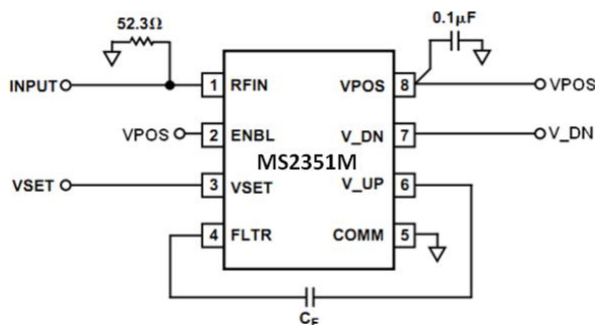 52.3Ω
0.1μF
INPUT
1 RFIN
VPOS 8
VPOS
VPOS
2 ENBL
V_DN 7
V_DN
MS2351M
VSET
3 VSET
V_UP 6
4 FLTR
COMM 5
CF